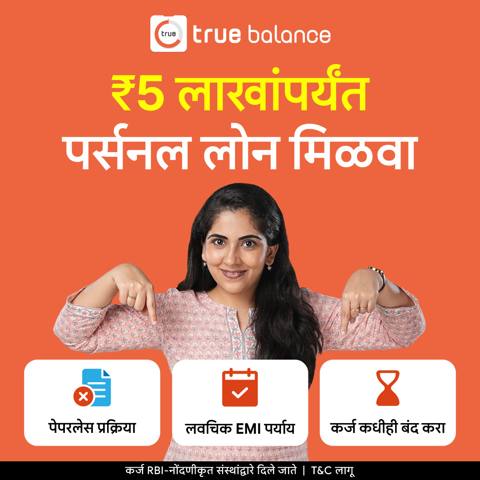 true
true balance
₹5 लाखांपर्यंत
पर्सनल लोन मिळवा
पेपरलेस प्रक्रिया
लवचिक EMI पर्याय
कर्ज कधीही बंद करा
कर्ज RBI-नोंदणीकृत संस्थांद्वारे दिले जाते | T&C लागू